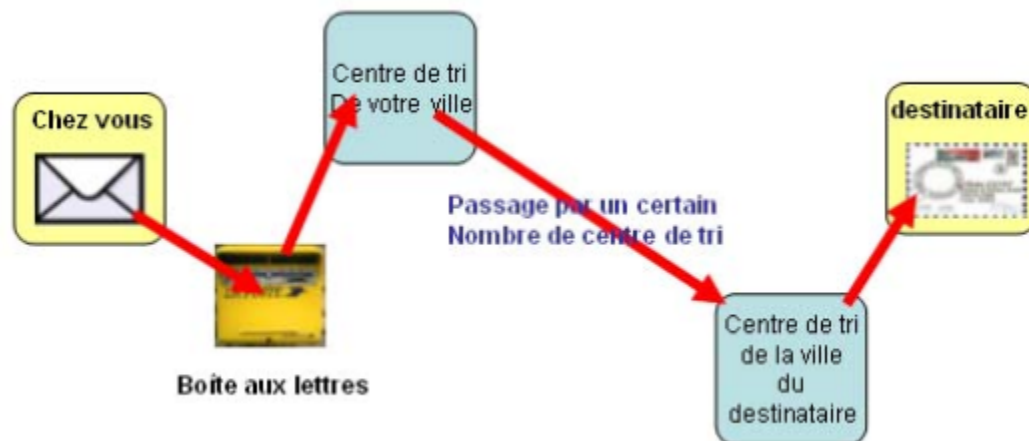 Chez vous
Centre de tri
De votre ville
destinataire
Passage par un certain
Nombre de centre de tri
Boîte aux lettres
Centre de tri
de la ville
du
destinataire